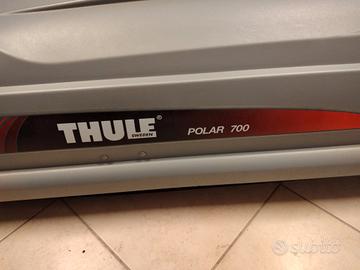 THULE®
SWEDEN
POLAR 700
subito